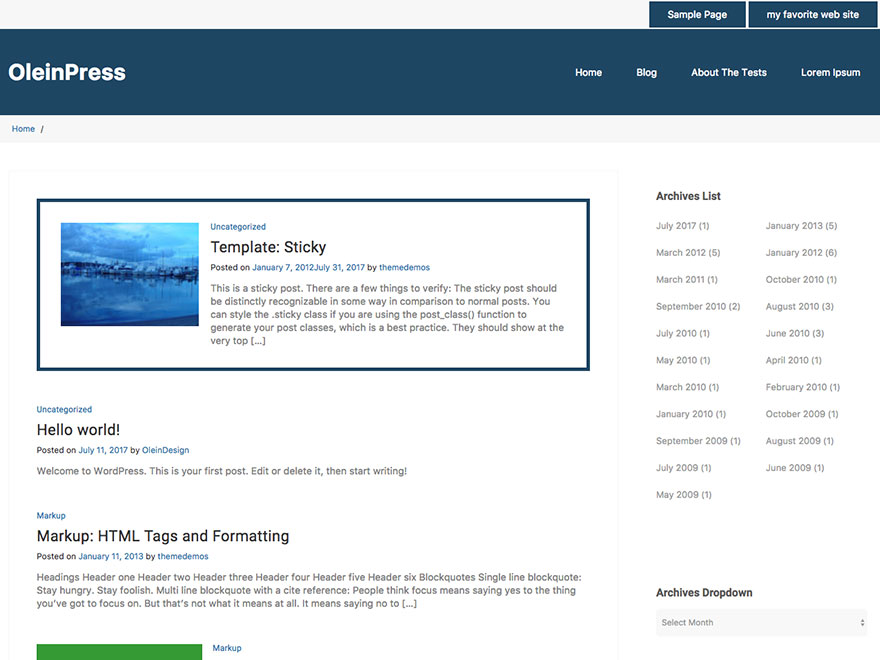 Sample Page my favorite web site
OleinPress
Home Blog About The Tests Lorem Ipsum
Home /
Uncategorized
Template: Sticky
Posted on January 7, 2012July 31, 2017 by themedemos
This is a sticky post. There are a few things to verify: The sticky post should
be distinctly recognizable in some way in comparison to normal posts. You
can style the .sticky class if you are using the post_class() function to
generate your post classes, which is a best practice. They should show at the
very top […]
Uncategorized
Hello world!
Posted on July 11, 2017 by OleinDesign
Welcome to WordPress. This is your first post. Edit or delete it, then start writing!
Markup
Markup: HTML Tags and Formatting
Posted on January 11, 2013 by themedemos
Headings Header one Header two Header three Header four Header five Header six Blockquotes Single line blockquote:
Stay hungry. Stay foolish. Multi line blockquote with a cite reference: People think focus means saying yes to the thing
you’ve got to focus on. But that’s not what it means at all. It means saying no to […]
Markup
Archives List
July 2017 (1) January 2013 (5)
March 2012 (5) January 2012 (6)
March 2011 (1) October 2010 (1)
September 2010 (2) August 2010 (3)
July 2010 (1) June 2010 (3)
May 2010 (1) April 2010 (1)
March 2010 (1) February 2010 (1)
January 2010 (1) October 2009 (1)
September 2009 (1) August 2009 (1)
July 2009 (1) June 2009 (1)
May 2009 (1)
Archives Dropdown
Select Month